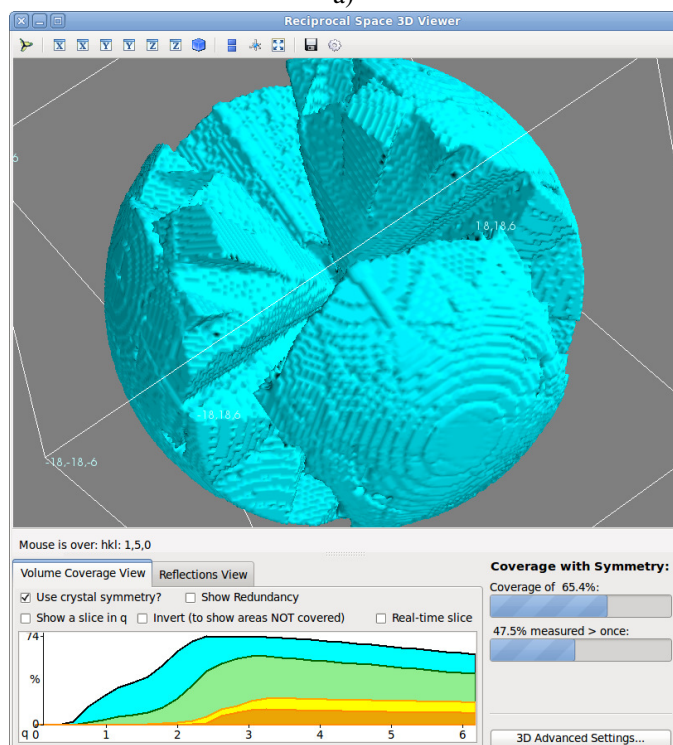 a)
Reciprocal Space 3D Viewer
X X Y Y Z Z
6
18,18,6
-18,18,6
-18,-18,-6
Mouse is over: hkl: 1,5,0
Volume Coverage View Reflections View
Coverage with Symmetry:
Use crystal symmetry? Show Redundancy
Coverage of 65.4%:
Show a slice in q Invert (to show areas NOT covered) Real-time slice
47.5% measured > once:
74
%
0
q 0 1 2 3 4 5 6
3D Advanced Settings...